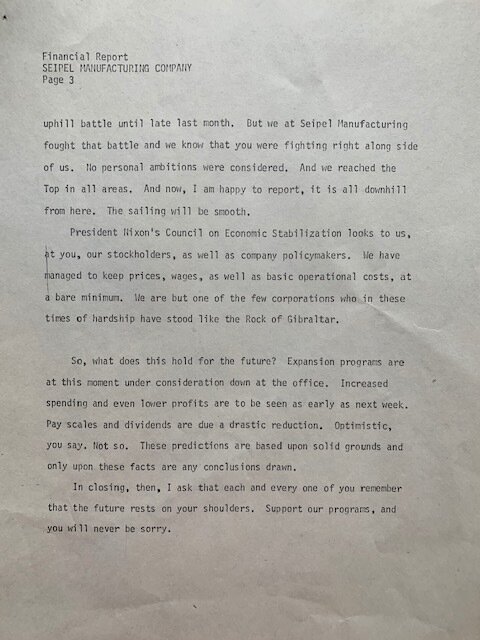 Financial Report
SEIPEL MANUFACTURING COMPANY
Page 3
uphill battle until late last month. But we at Seipel Manufacturing
fought that battle and we know that you were fighting right along side
of us. No personal ambitions were considered. And we reached the
Top in all areas. And now, I am happy to report, it is all downhill
from here. The sailing will be smooth.
President Nixon's Council on Economic Stabilization looks to us,
at you, our stockholders, as well as company policymakers. We have
managed to keep prices, wages, as well as basic operational costs, at
a bare minimum. We are but one of the few corporations who in these
times of hardship have stood like the Rock of Gibraltar.
So, what does this hold for the future? Expansion programs are
at this moment under consideration down at the office. Increased
spending and even lower profits are to be seen as early as next week.
Pay scales and dividends are due a drastic reduction. Optimistic,
you say. Not so. These predictions are based upon solid grounds and
only upon these facts are any conclusions drawn.
In closing, then, I ask that each and every one of you remember
that the future rests on your shoulders. Support our programs, and
you will never be sorry.